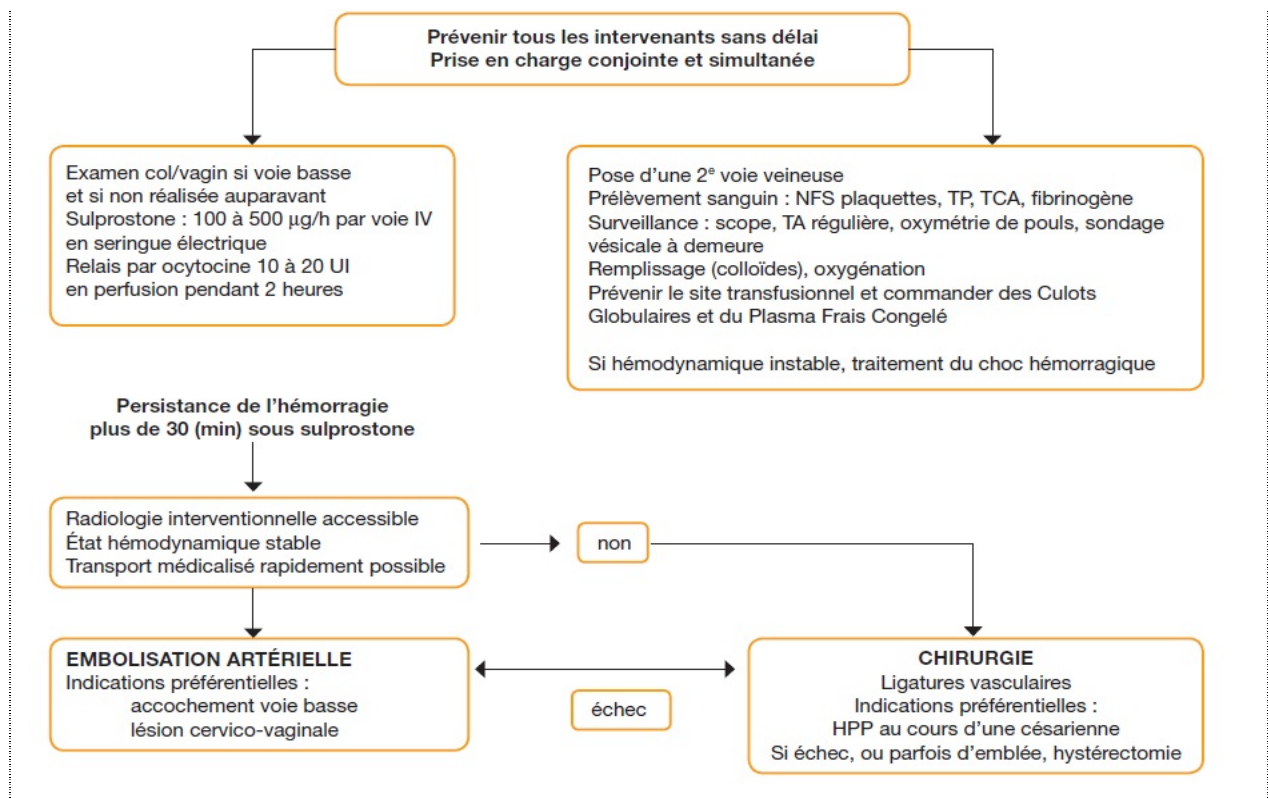 Prévenir tous les intervenants sans délai
Prise en charge conjointe et simultanée
Examen col/vagin si voie basse
et si non réalisée auparavant
Sulprostone : 100 à 500 µg/h par voie IV
en seringue électrique
Relais par ocytocine 10 à 20 UI
en perfusion pendant 2 heures
Pose d'une 2e voie veineuse
Prélèvement sanguin : NFS plaquettes, TP, TCA, fibrinogène
Surveillance : scope, TA régulière, oxymétrie de pouls, sondage
vésicale à demeure
Remplissage (colloïdes), oxygénation
Prévenir le site transfusionnel et commander des Culots
Globulaires et du Plasma Frais Congelé
Si hémodynamique instable, traitement du choc hémorragique
Persistance de l'hémorragie
plus de 30 (min) sous sulprostone
Radiologie interventionnelle accessible
État hémodynamique stable
Transport médicalisé rapidement possible
non
EMBOLISATION ARTÉRIELLE
Indications préférentielles :
accochement voie basse
lésion cervico-vaginale
échec
CHIRURGIE
Ligatures vasculaires
Indications préférentielles :
HPP au cours d'une césarienne
Si échec, ou parfois d'emblée, hystérectomie